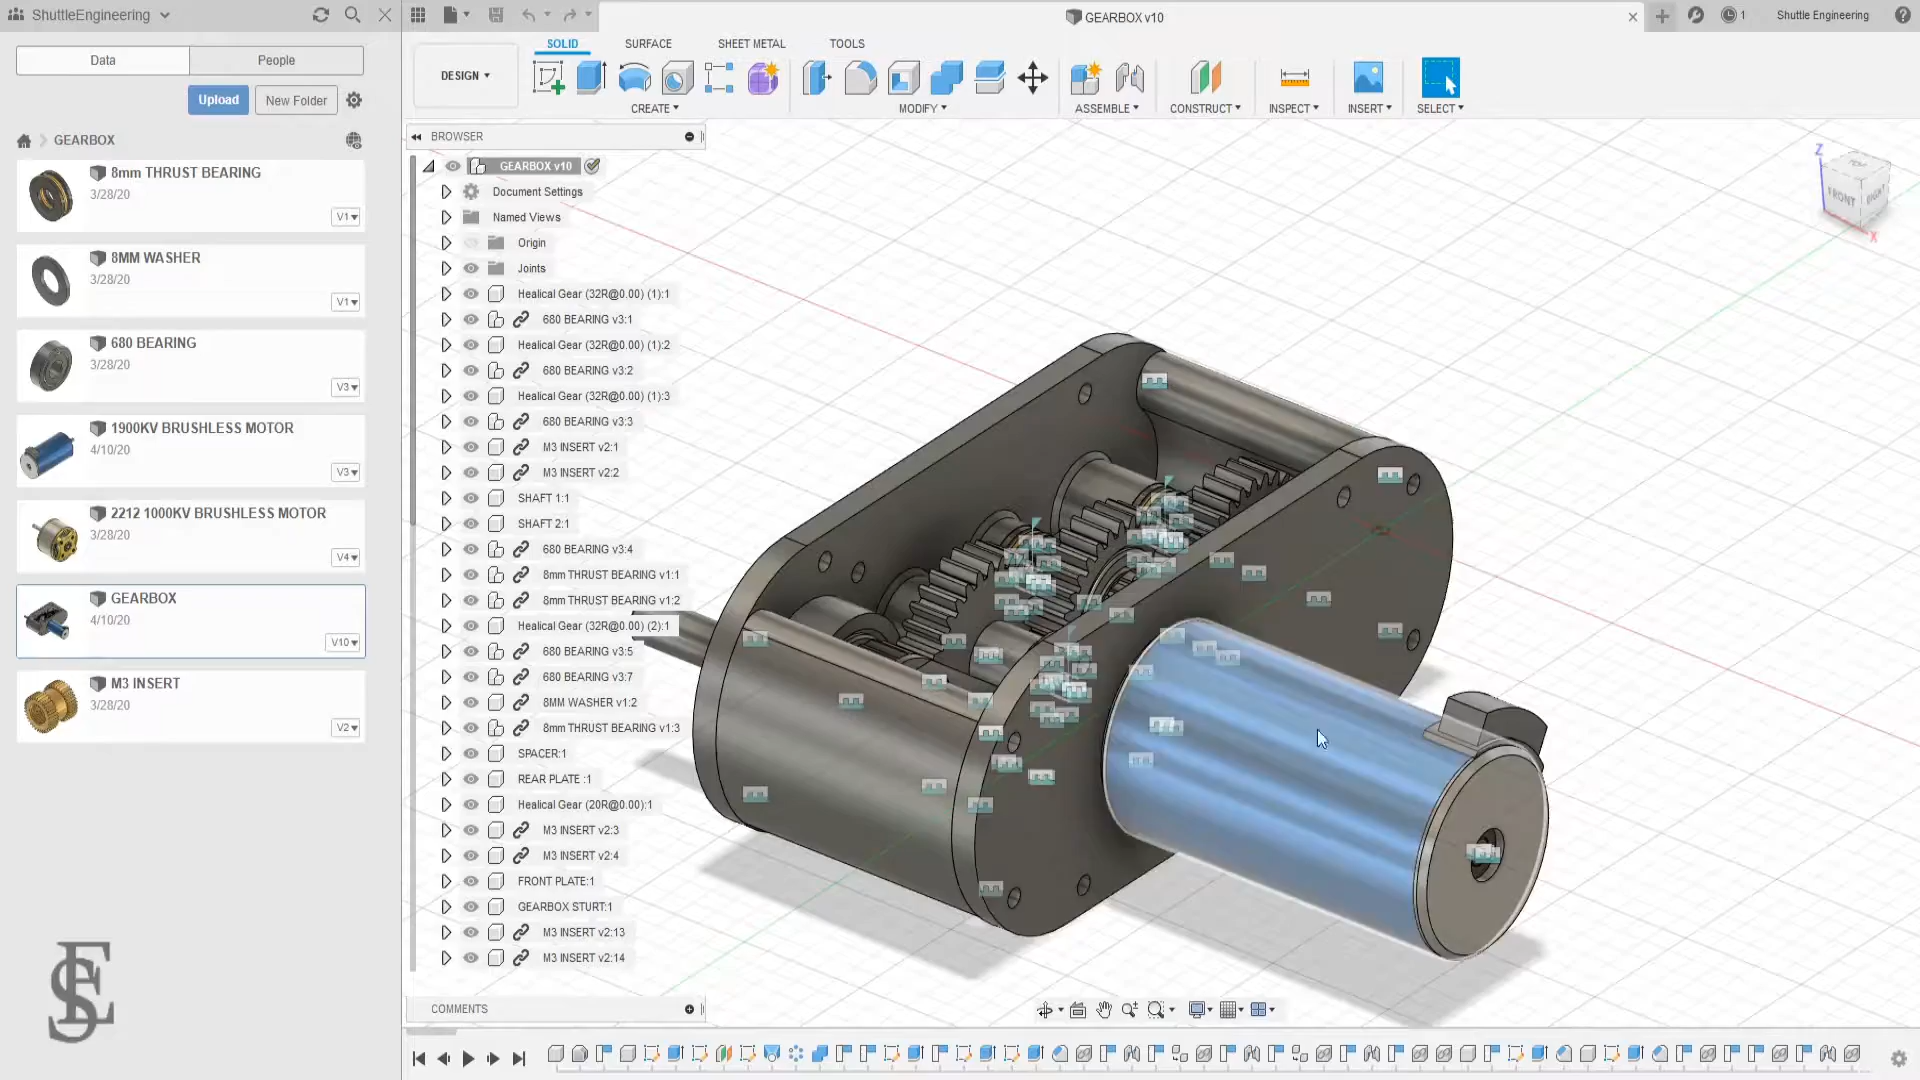 ShuttleEngineering
Data
People
Upload
New Folder
GEARBOX
8mm THRUST BEARING
3/28/20
V1
8MM WASHER
3/28/20
V1
680 BEARING
3/28/20
V3
1900KV BRUSHLESS MOTOR
4/10/20
V3
2212 1000KV BRUSHLESS MOTOR
3/28/20
V4
GEARBOX
4/10/20
V10
M3 INSERT
3/28/20
V2
GEARBOX v10
1
Shuttle Engineering
DESIGN
SOLID
SURFACE
SHEET METAL
TOOLS
CREATE
MODIFY
ASSEMBLE
CONSTRUCT
INSPECT
INSERT
SELECT
BROWSER
GEARBOX v10
Document Settings
Named Views
Origin
Joints
Healical Gear (32R@0.00) (1):1
680 BEARING v3:1
Healical Gear (32R@0.00) (1):2
680 BEARING v3:2
Healical Gear (32R@0.00) (1):3
680 BEARING v3:3
M3 INSERT v2:1
M3 INSERT v2:2
SHAFT 1:1
SHAFT 2:1
680 BEARING v3:4
8mm THRUST BEARING v1:1
8mm THRUST BEARING v1:2
Healical Gear (32R@0.00) (2):1
680 BEARING v3:5
680 BEARING v3:7
8MM WASHER v1:2
8mm THRUST BEARING v1:3
SPACER:1
REAR PLATE :1
Healical Gear (20R@0.00):1
M3 INSERT v2:3
M3 INSERT v2:4
FRONT PLATE:1
GEARBOX STURT:1
M3 INSERT v2:13
M3 INSERT v2:14
COMMENTS
Z
TOP
FRONT
RIGHT
X